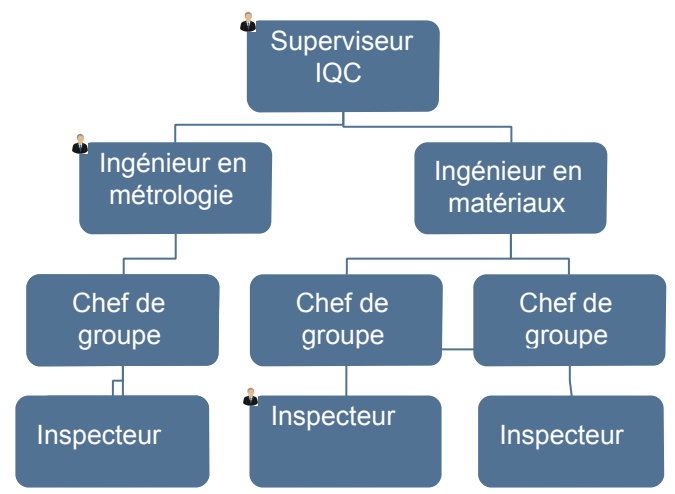 Superviseur
IQC
Ingénieur en
métrologie
Ingénieur en
matériaux
Chef de
groupe
Chef de
groupe
Chef de
groupe
Inspecteur
Inspecteur
Inspecteur